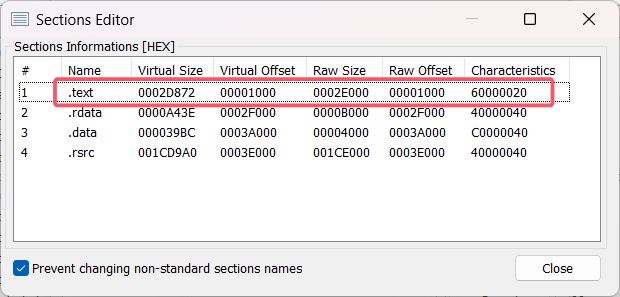 Sections Editor
Sections Informations [HEX]
# Name Virtual Size Virtual Offset Raw Size Raw Offset Characteristics
1 .text 0002D872 00001000 0002E000 00001000 60000020
2 .rdata 0000A43E 0002F000 0000B000 0002F000 40000040
3 .data 000039BC 0003A000 00004000 0003A000 C0000040
4 .rsrc 001CD9A0 0003E000 001CE000 0003E000 40000040
Prevent changing non-standard sections names
Close